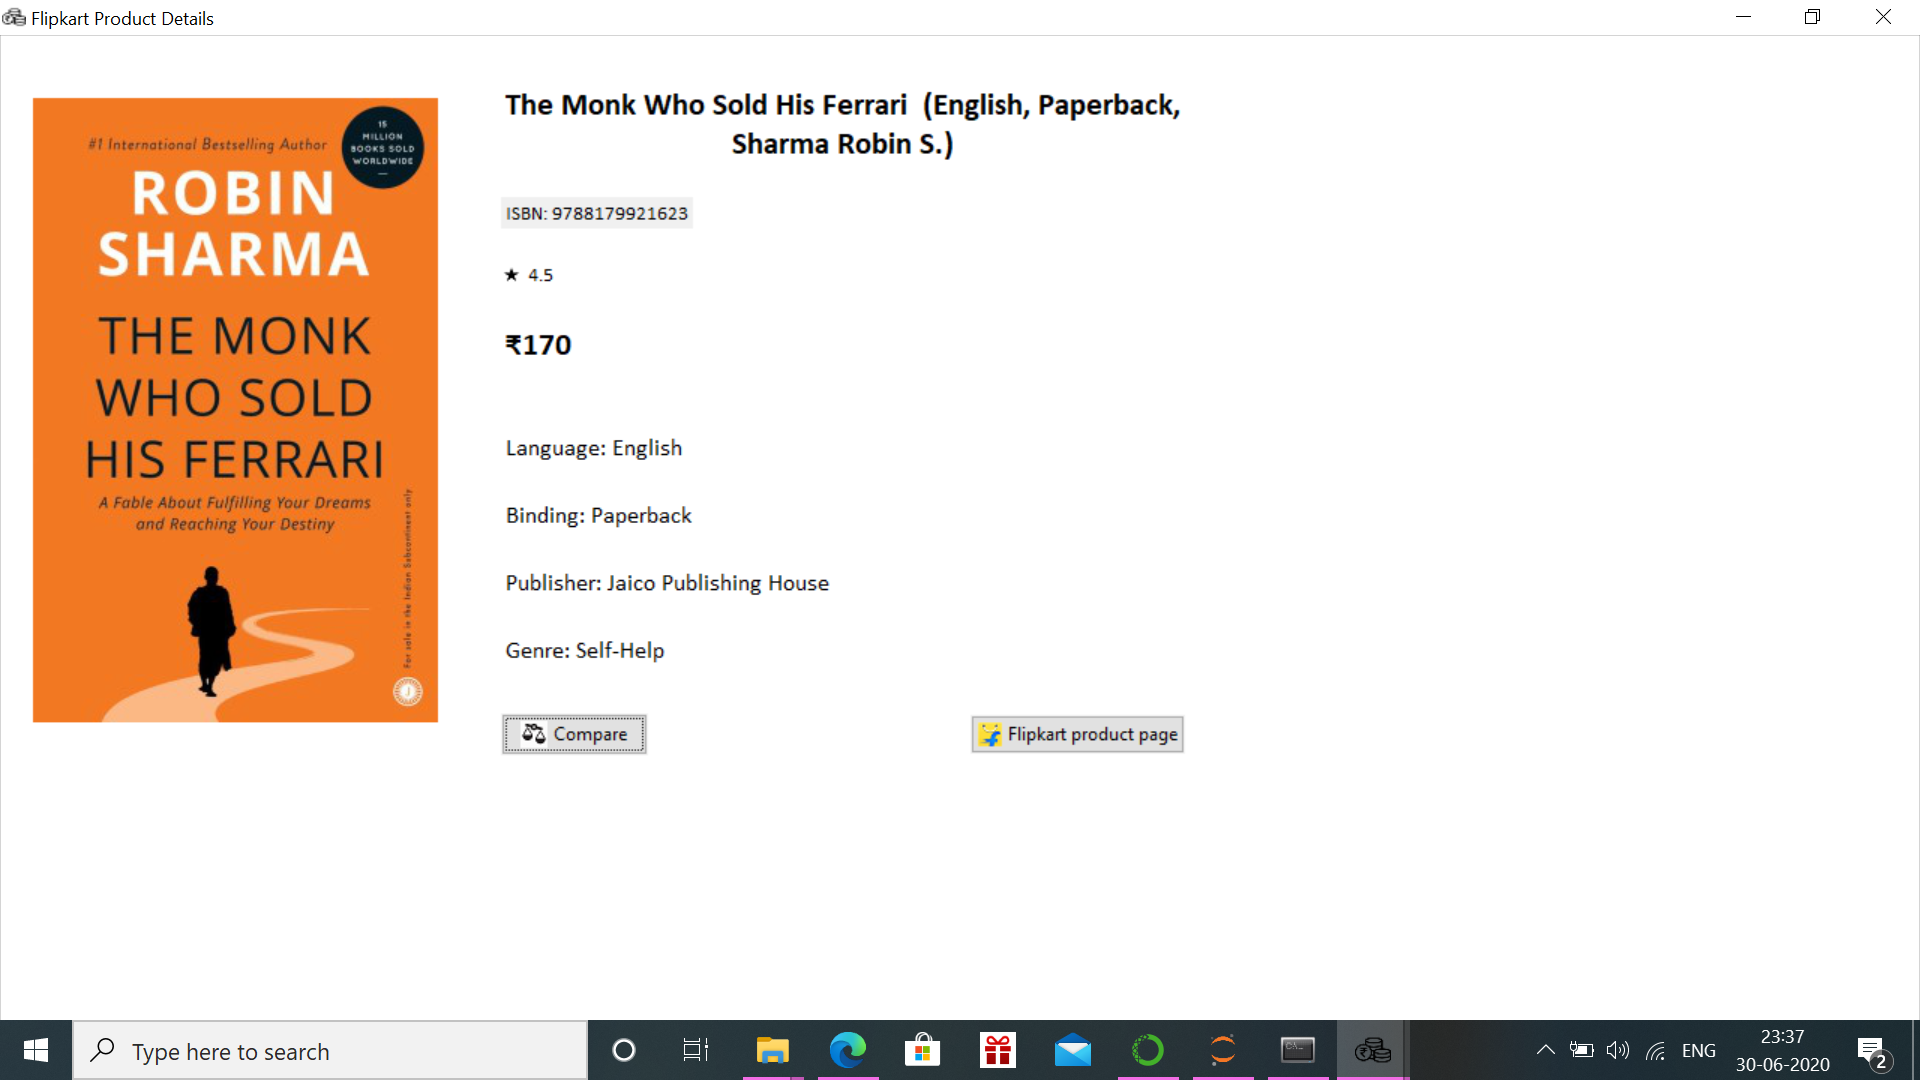 Flipkart Product Details
#1 International Bestselling Author
15
MILLION
BOOKS SOLD
WORLDWIDE
ROBIN
SHARMA
THE MONK
WHO SOLD
HIS FERRARI
A Fable About Fulfilling Your Dreams
and Reaching Your Destiny
For sale in the Indian Subcontinent only
J
The Monk Who Sold His Ferrari  (English, Paperback,
Sharma Robin S.)
ISBN: 9788179921623
★ 4.5
₹170
Language: English
Binding: Paperback
Publisher: Jaico Publishing House
Genre: Self-Help
Compare
Flipkart product page
Type here to search
ENG
23:37
30-06-2020
2